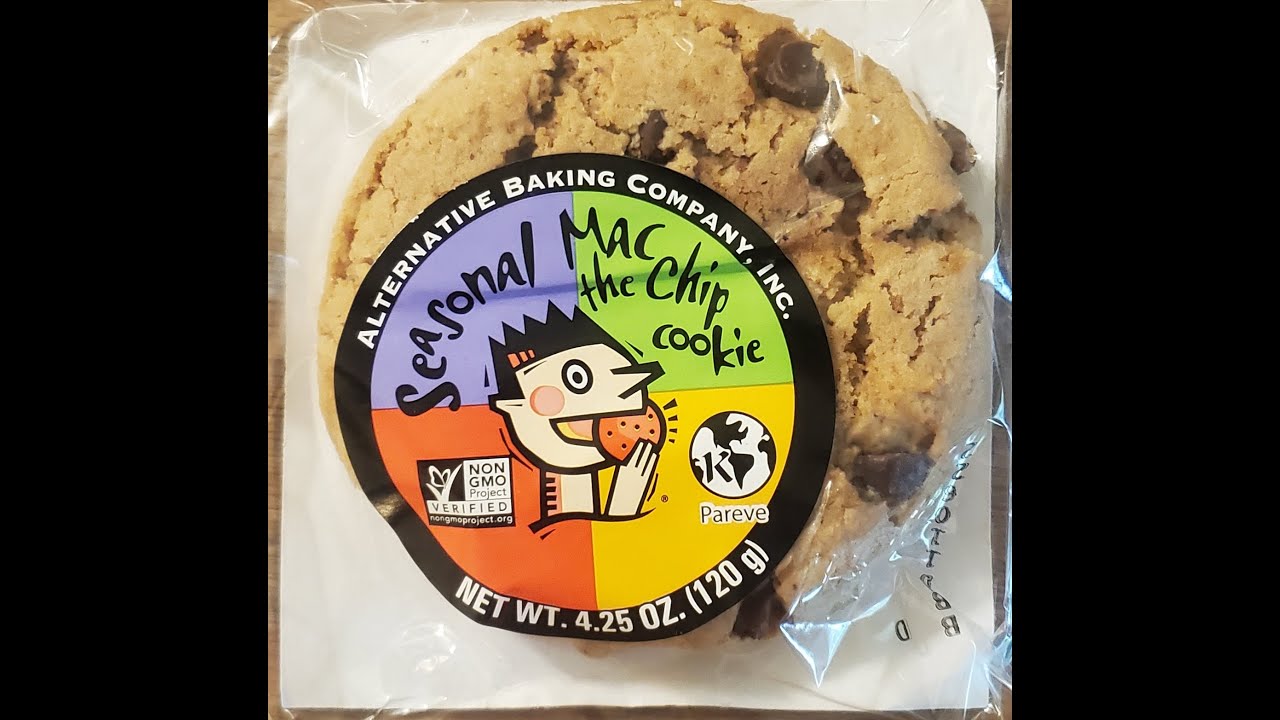 ALTERNATIVE BAKING COMPANY, INC.
Seasonal Mac
the Chip
cookie
NON
GMO
Project
VERIFIED
nongmoproject.org
K
Pareve
®
NET WT. 4.25 OZ. (120 g)